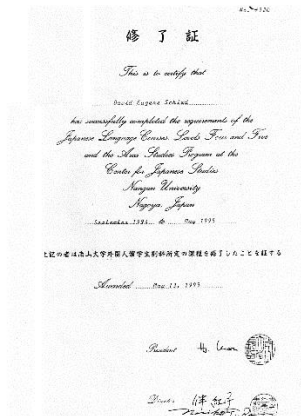 修了証
This is to certify that
David Eugene
has successfully completed the requirements of the
Japanese Language Courses, Levels Four and Five
and the Area Studies Program at the
Center for Japanese Studies
Nanzan University
Nagoya, Japan
September 1994 to May 1995
上記の者は南山大学外国人留学生別科所定の課程を修了したことを証する
Awarded May 11, 1995
President
Director